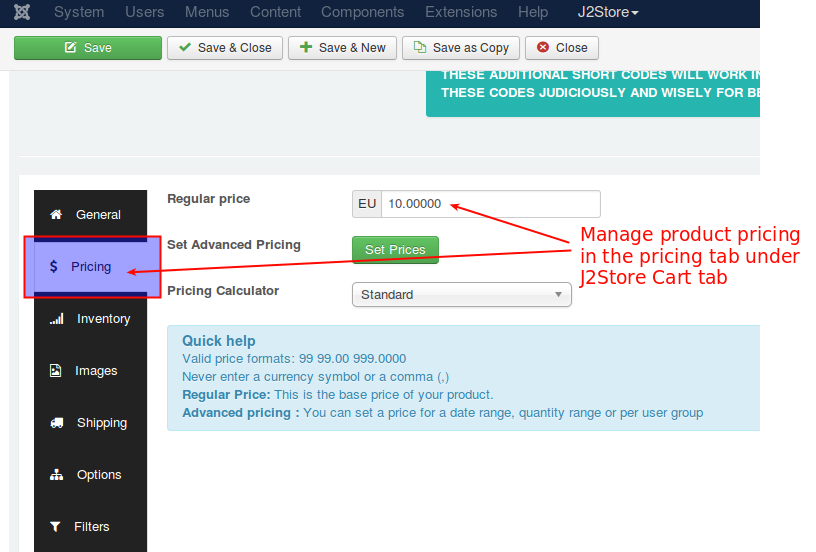 System Users Menus Content Components Extensions Help J2Store
Save Save & Close Save & New Save as Copy Close
THESE ADDITIONAL SHORT CODES WILL WORK IN
THESE CODES JUDICIOUSLY AND WISELY FOR BE
General
Regular price EU 10.00000
Manage product pricing
in the pricing tab under
J2Store Cart tab
Set Advanced Pricing Set Prices
$ Pricing
Pricing Calculator Standard
Inventory
Quick help
Valid price formats: 99 99.00 999.0000
Never enter a currency symbol or a comma (,)
Regular Price: This is the base price of your product.
Advanced pricing : You can set a price for a date range, quantity range or per user group
Images
Shipping
Options
Filters